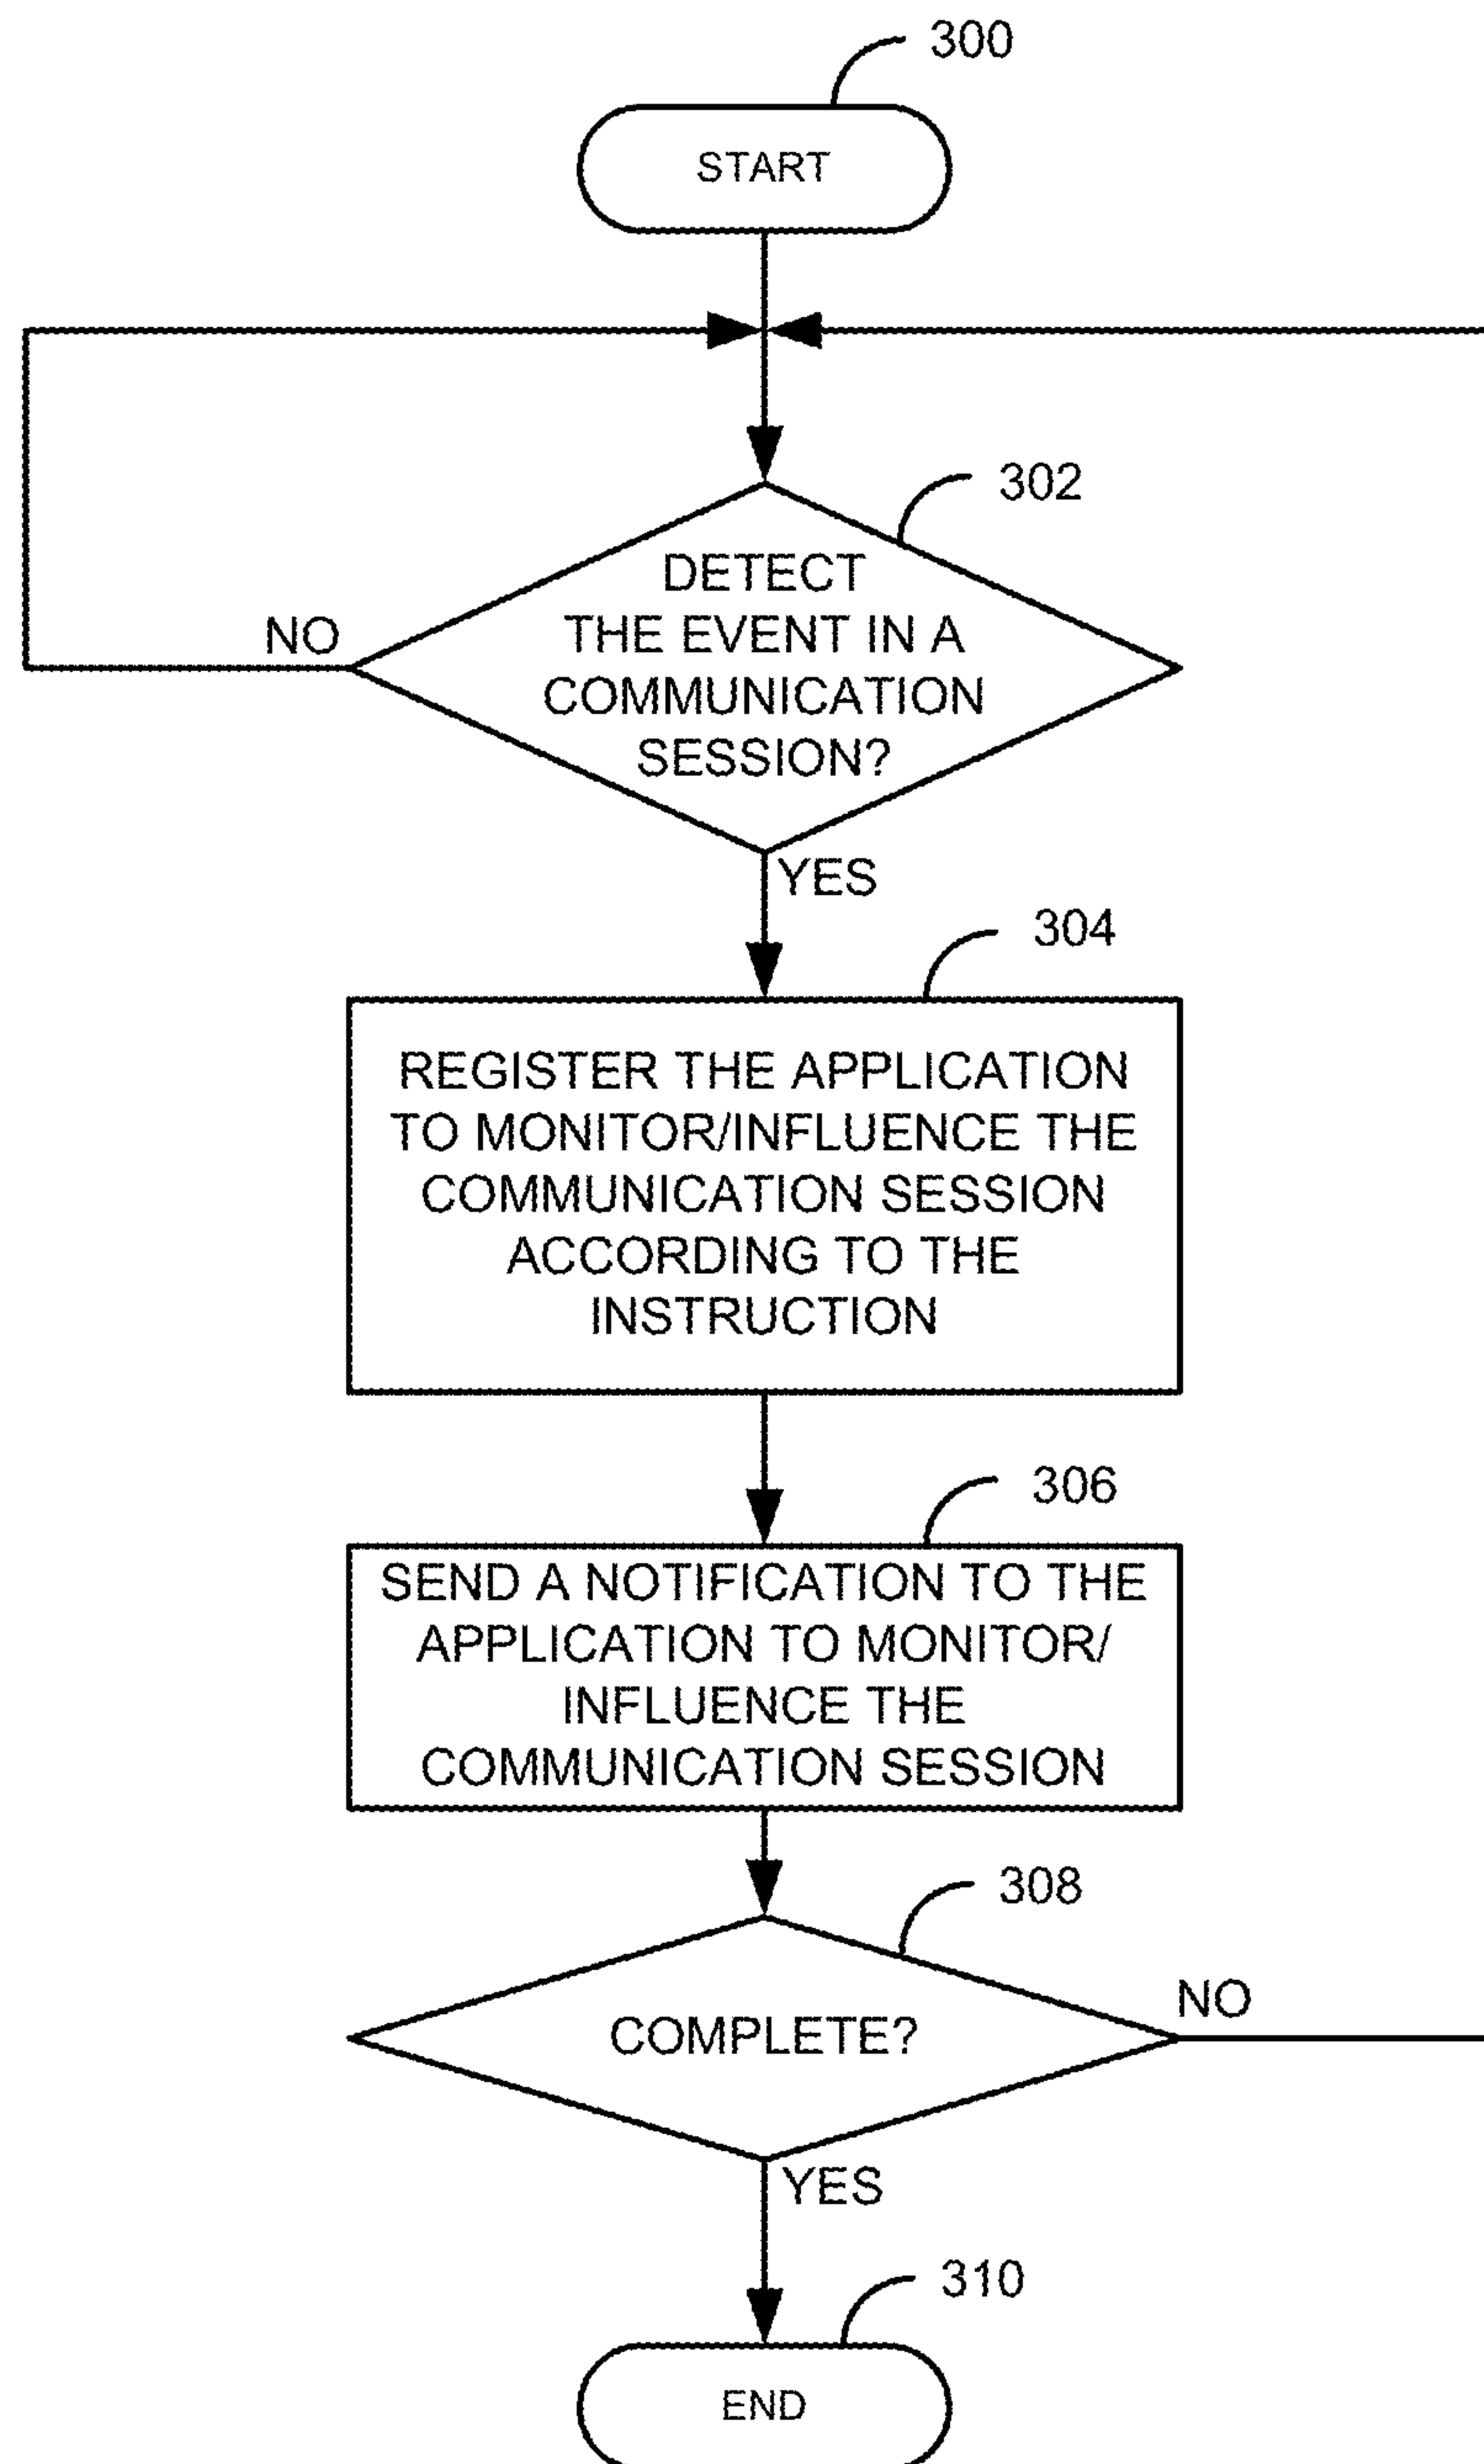 300
START
302
DETECT
THE EVENT IN A
COMMUNICATION
SESSION?
NO
YES
304
REGISTER THE APPLICATION
TO MONITOR/INFLUENCE THE
COMMUNICATION SESSION
ACCORDING TO THE
INSTRUCTION
306
SEND A NOTIFICATION TO THE
APPLICATION TO MONITOR/
INFLUENCE THE
COMMUNICATION SESSION
308
COMPLETE?
NO
YES
310
END